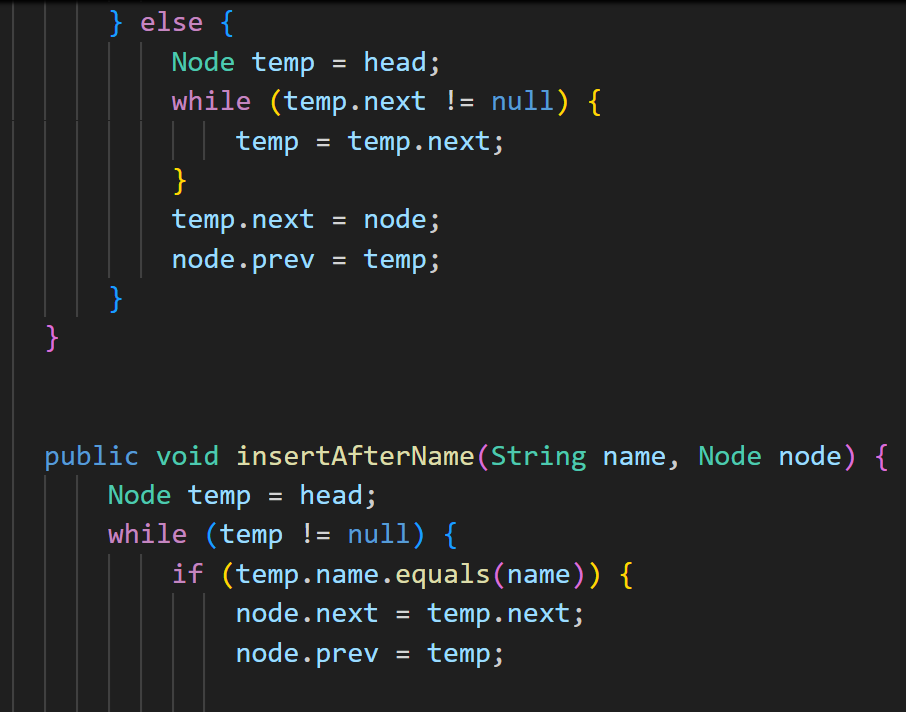 } else {
Node temp = head;
while (temp.next != null) {
temp = temp.next;
}
temp.next = node;
node.prev = temp;
}
}
public void insertAfterName(String name, Node node) {
Node temp = head;
while (temp != null) {
if (temp.name.equals(name)) {
node.next = temp.next;
node.prev = temp;